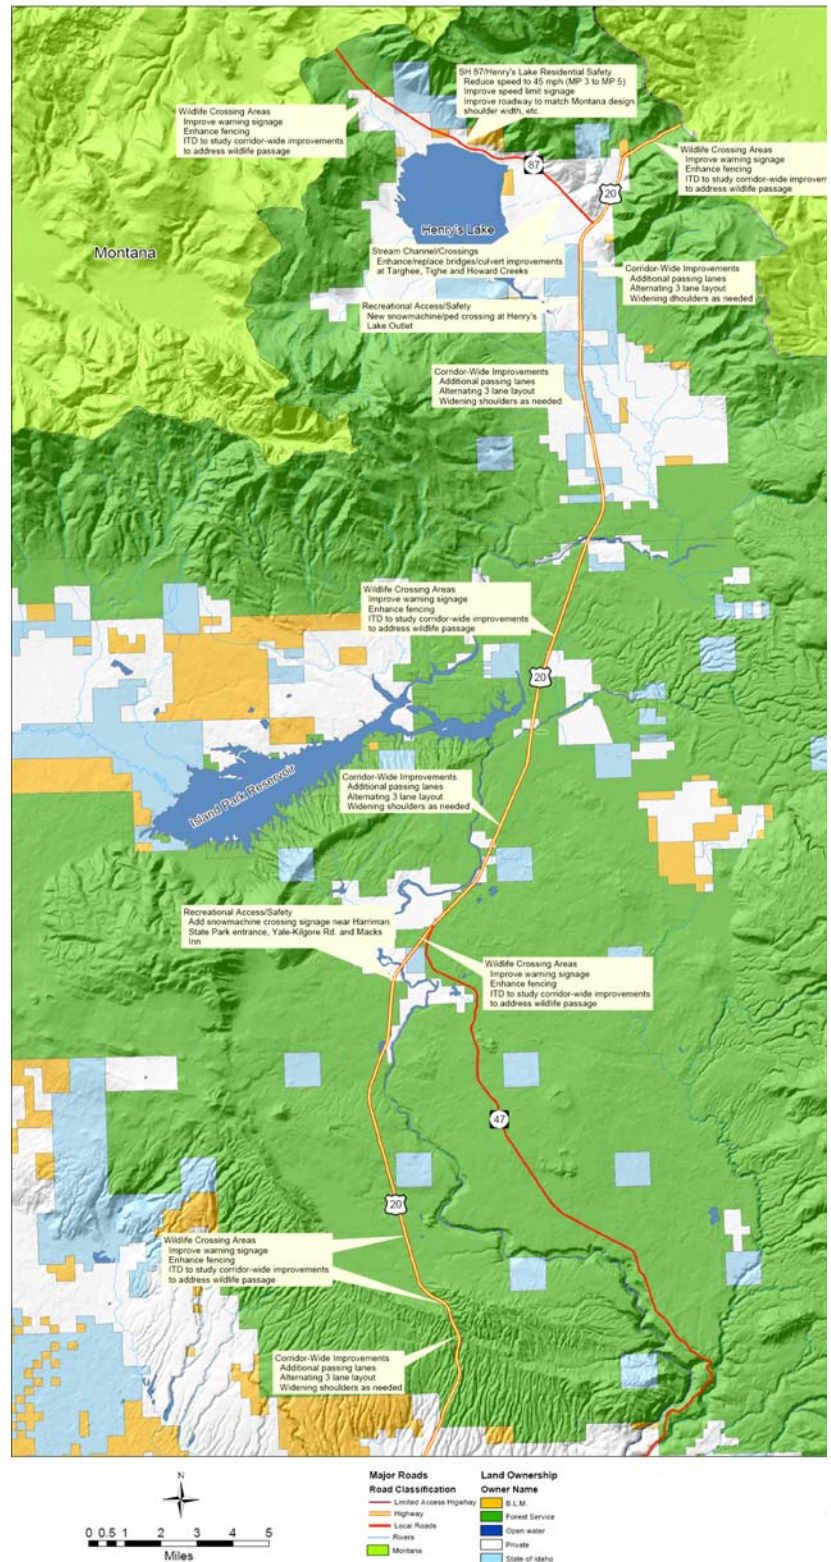 SH 87/Henry's Lake Residential Safety
Reduce speed to 45 mph (MP 3 to MP 5)
Improve speed limit signage
Improve roadway to match Montana design
shoulder width, etc.
Wildlife Crossing Areas
Improve warning signage
Enhance fencing
ITD to study corridor-wide improvements
to address wildlife passage
Wildlife Crossing Areas
Improve warning signage
Enhance fencing
ITD to study corridor-wide improvem
to address wildlife passage
87
20
Henry's Lake
Montana
Stream Channel/Crossings
Enhance/replace bridges/culvert improvements
at Targhee, Tighe and Howard Creeks
Corridor-Wide Improvements
Additional passing lanes
Alternating 3 lane layout
Widening dhoulders as needed
Recreational Access/Safety
New snowmachine/ped crossing at Henry's
Lake Outlet
Corridor-Wide Improvements
Additional passing lanes
Alternating 3 lane layout
Widening shoulders as needed
Wildlife Crossing Areas
Improve warning signage
Enhance fencing
ITD to study corridor-wide improvements
to address wildlife passage
20
Island Park Reservoir
Corridor-Wide Improvements
Additional passing lanes
Alternating 3 lane layout
Widening shoulders as needed
Recreational Access/Safety
Add snowmachine crossing signage near Harriman
State Park entrance, Yale-Kilgore Rd. and Macks
Inn
Wildlife Crossing Areas
Improve warning signage
Enhance fencing
ITD to study corridor-wide improvements
to address wildlife passage
47
20
Wildlife Crossing Areas
Improve warning signage
Enhance fencing
ITD to study corridor-wide improvements
to address wildlife passage
Corridor-Wide Improvements
Additional passing lanes
Alternating 3 lane layout
Widening shoulders as needed
N
0 0.5 1 2 3 4 5
Miles
Major Roads
Road Classification
Limited Access Higwhay
Highway
Local Roads
Rivers
Montana
Land Ownership
Owner Name
B.L.M.
Forest Service
Open water
Private
State of Idaho